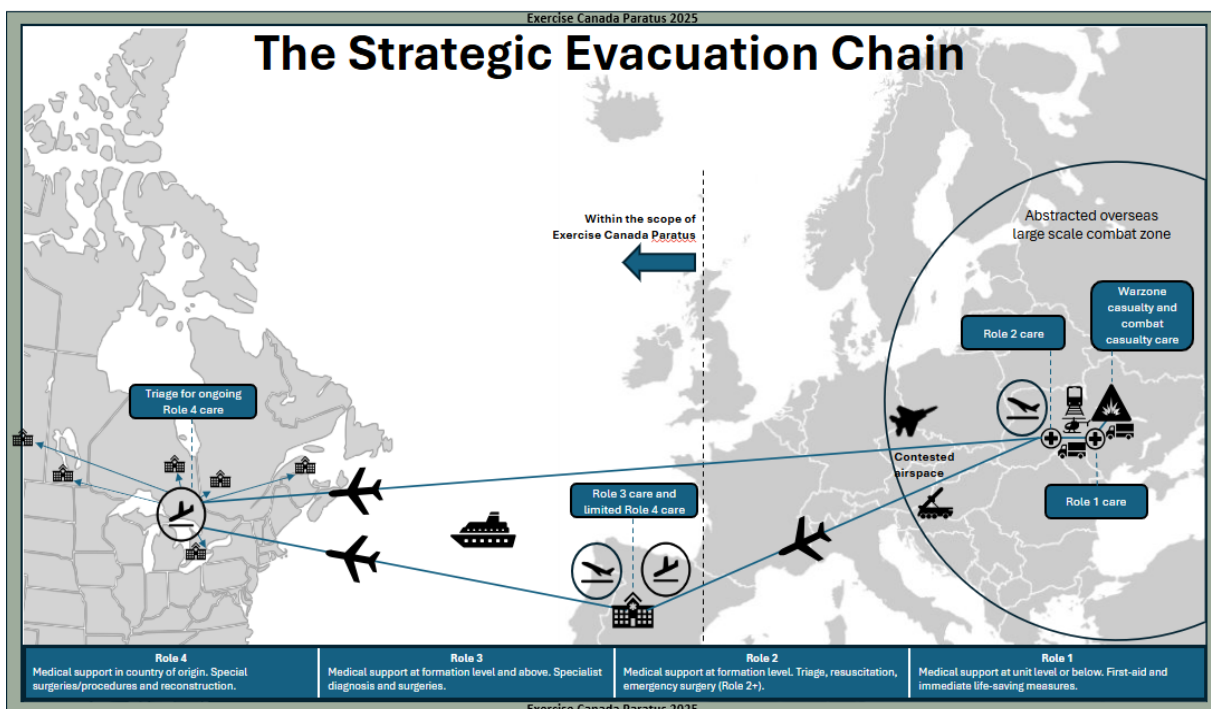 Exercise Canada Paratus 2025
The Strategic Evacuation Chain
Within the scope of
Exercise Canada Paratus
Abstracted overseas
large scale combat zone
Warzone
casualty and
combat
casualty care
Role 2 care
Triage for ongoing
Role 4 care
Contested
airspace
Role 3 care and
limited Role 4 care
Role 1 care
Role 4
Medical support in country of origin. Special
surgeries/procedures and reconstruction.
Role 3
Medical support at formation level and above. Specialist
diagnosis and surgeries.
Role 2
Medical support at formation level. Triage, resuscitation,
emergency surgery (Role 2+).
Role 1
Medical support at unit level or below. First-aid and
immediate life-saving measures.
Exercise Canada Paratus 2025